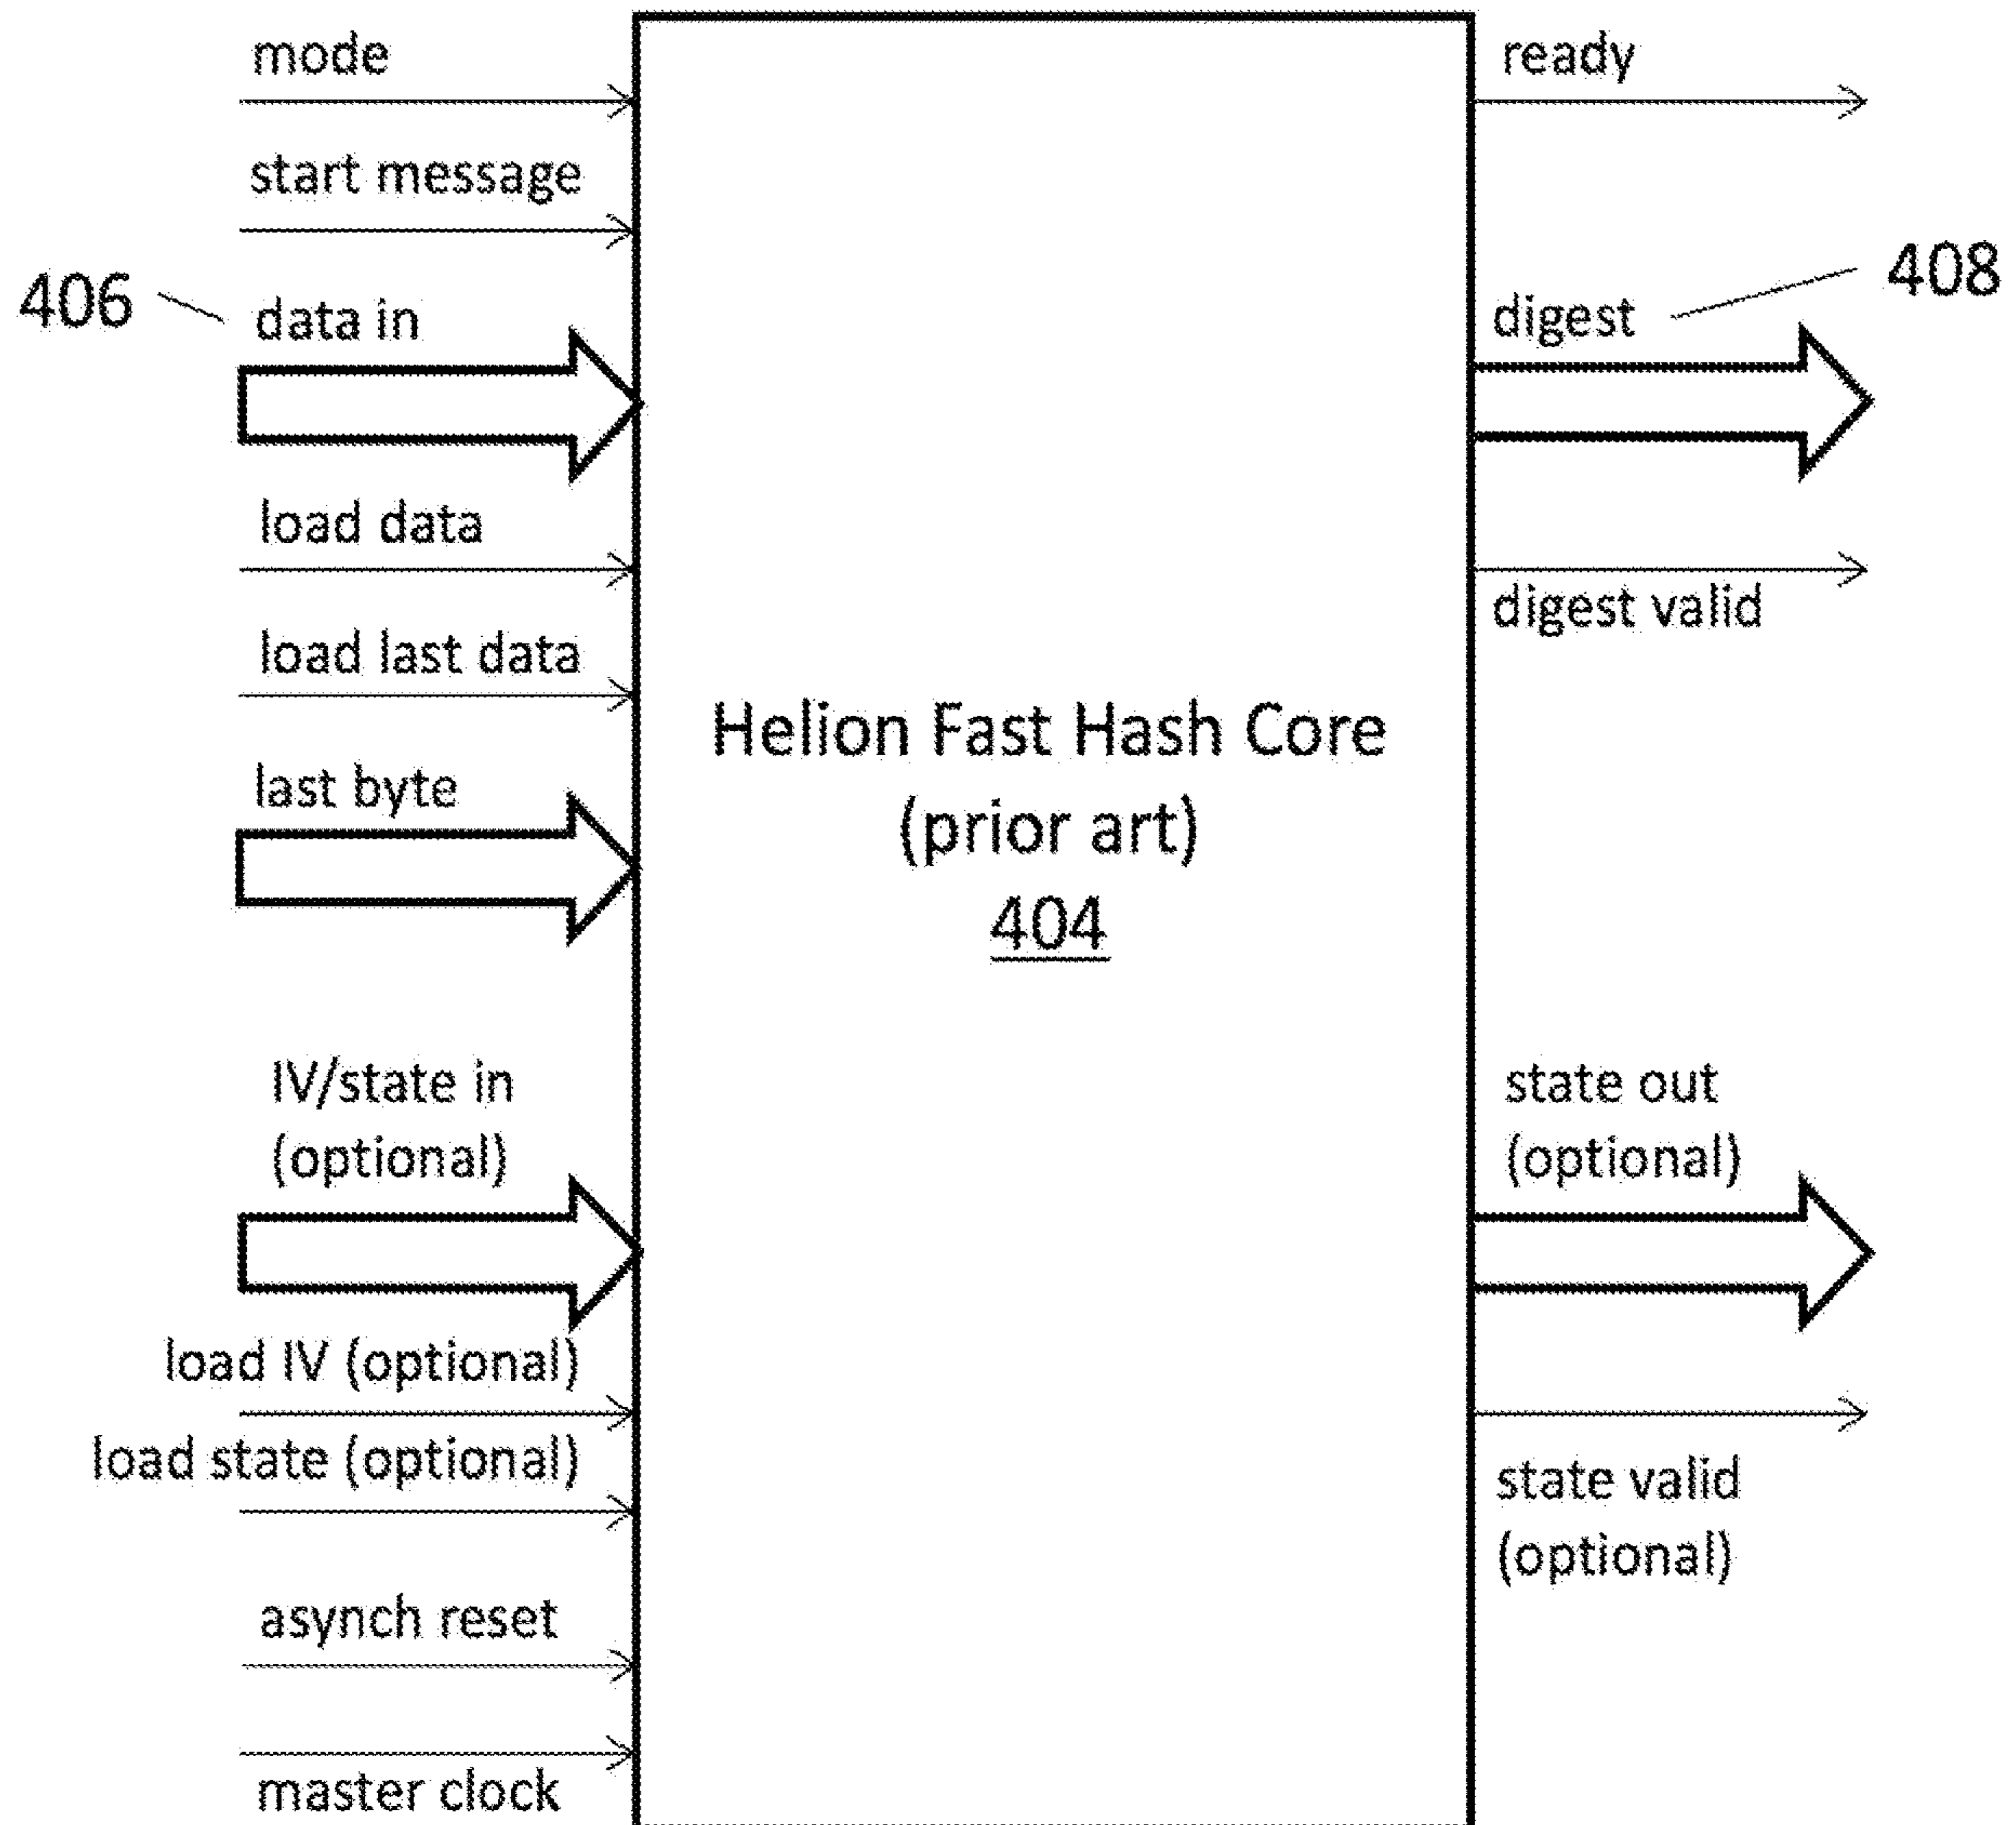 mode
start message
406
data in
load data
load last data
last byte
IV/state in
(optional)
load IV (optional)
load state (optional)
asynch reset
master clock
Helion Fast Hash Core
(prior art)
404
ready
408
digest
digest valid
state out
(optional)
state valid
(optional)